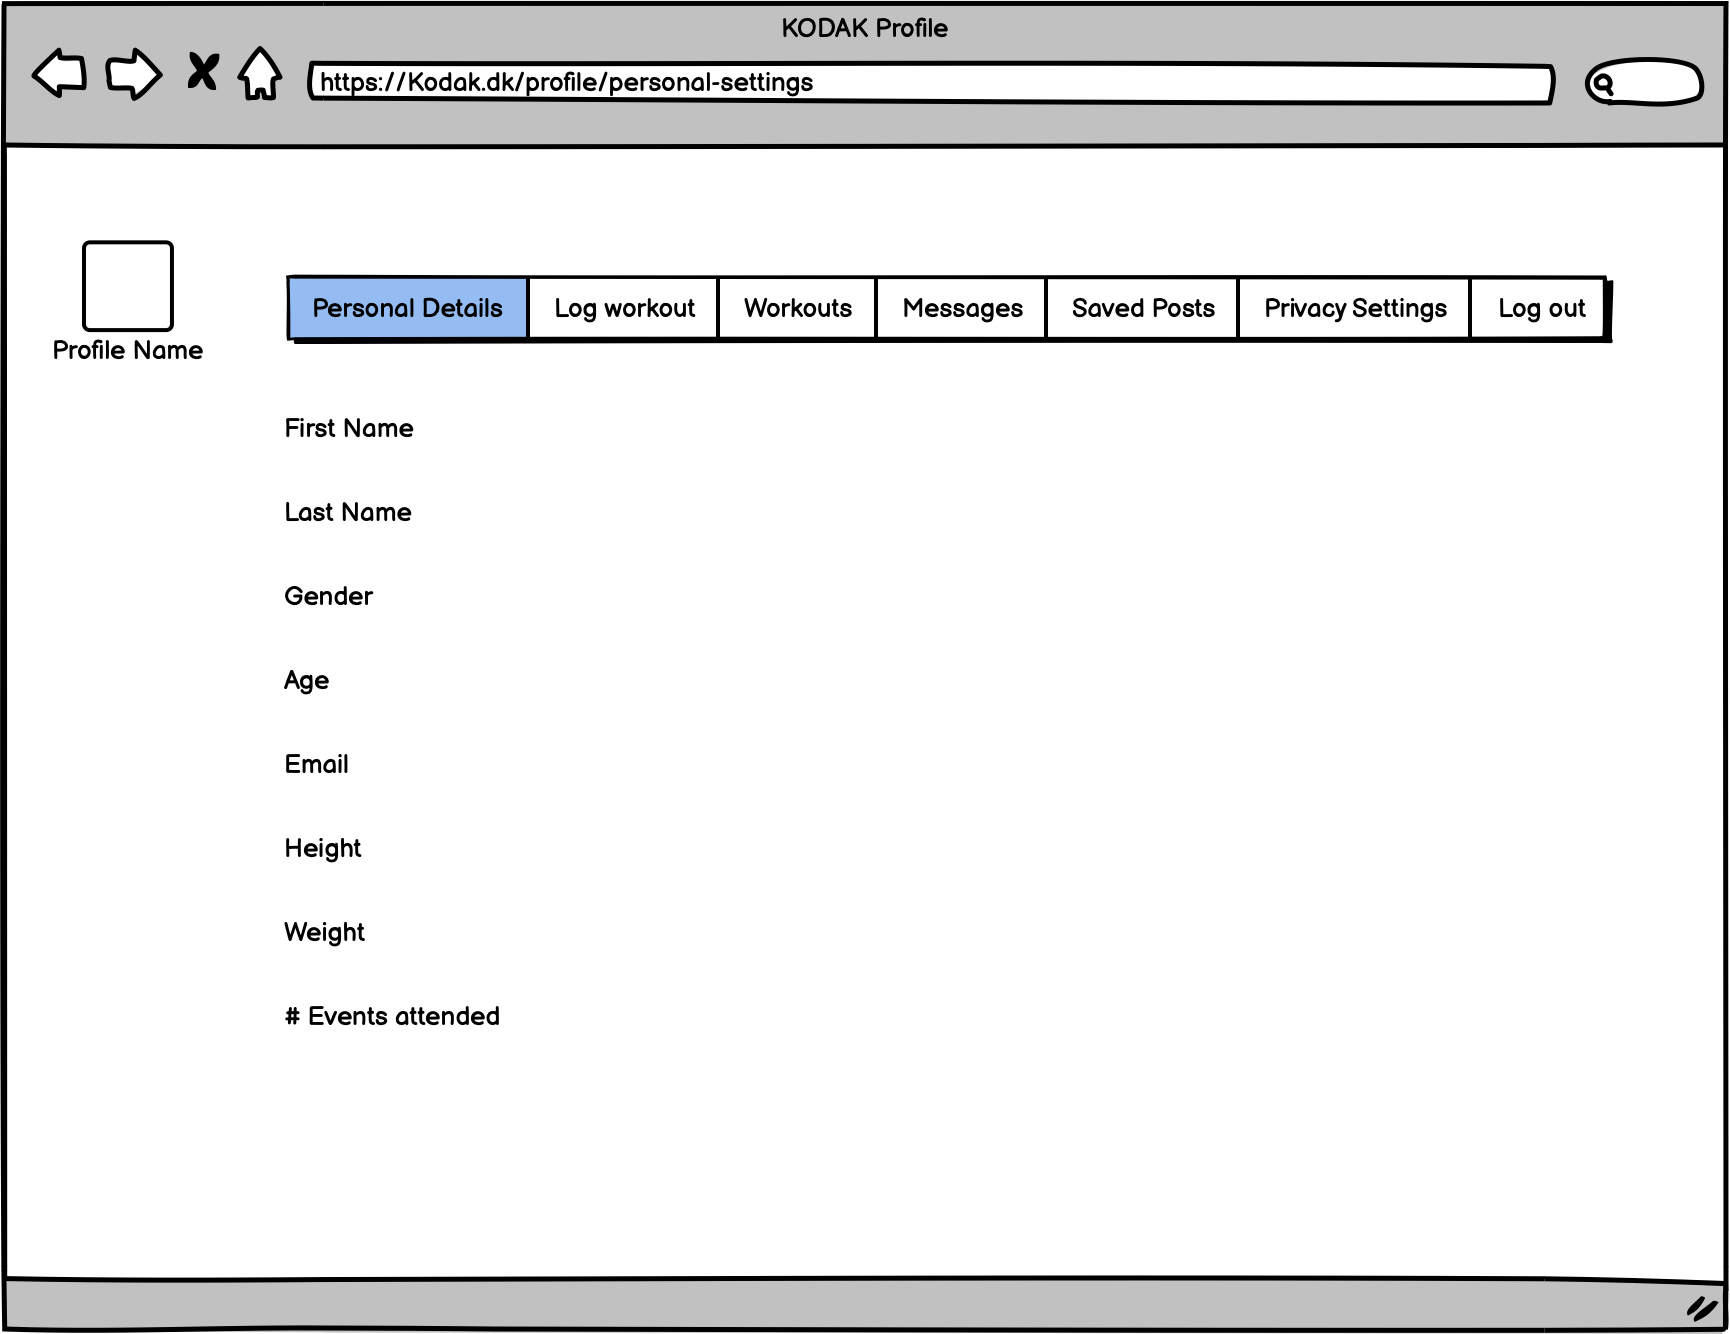 KODAK Profile
https://Kodak.dk/profile/personal-settings
Personal Details Log workout Workouts Messages Saved Posts Privacy Settings Log out
Profile Name
First Name
Last Name
Gender
Age
Email
Height
Weight
# Events attended